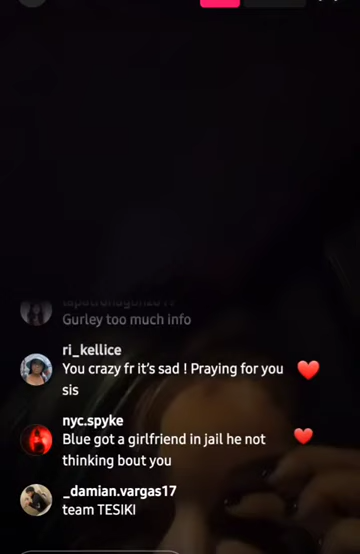 Gurley too much info
ri_kellice
You crazy fr it's sad ! Praying for you
sis
nyc.spyke
Blue got a girlfriend in jail he not
thinking bout you
_damian.vargas17
team TESIKI